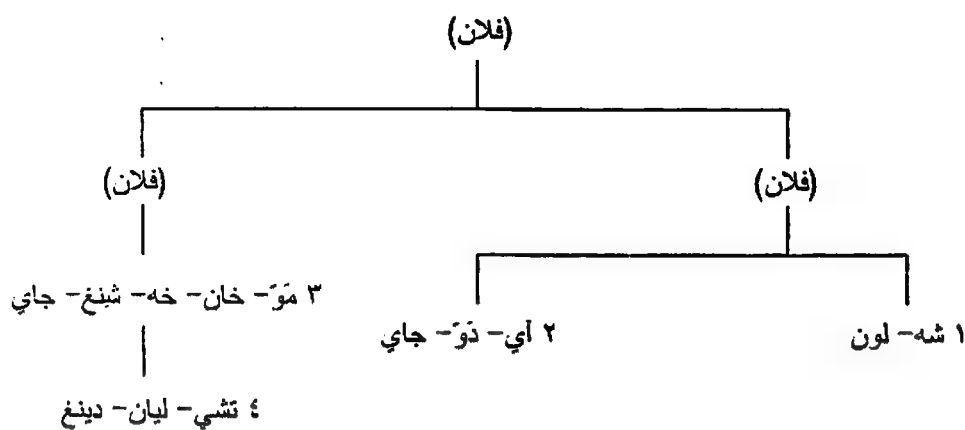 (فلان)
(فلان)
(فلان)
١ شه- لون
٢ آي- دَوّ- جاي
٣ مَوّ- خان- خه- شِنغ- جاي
٤ تشي- ليان- دينغ